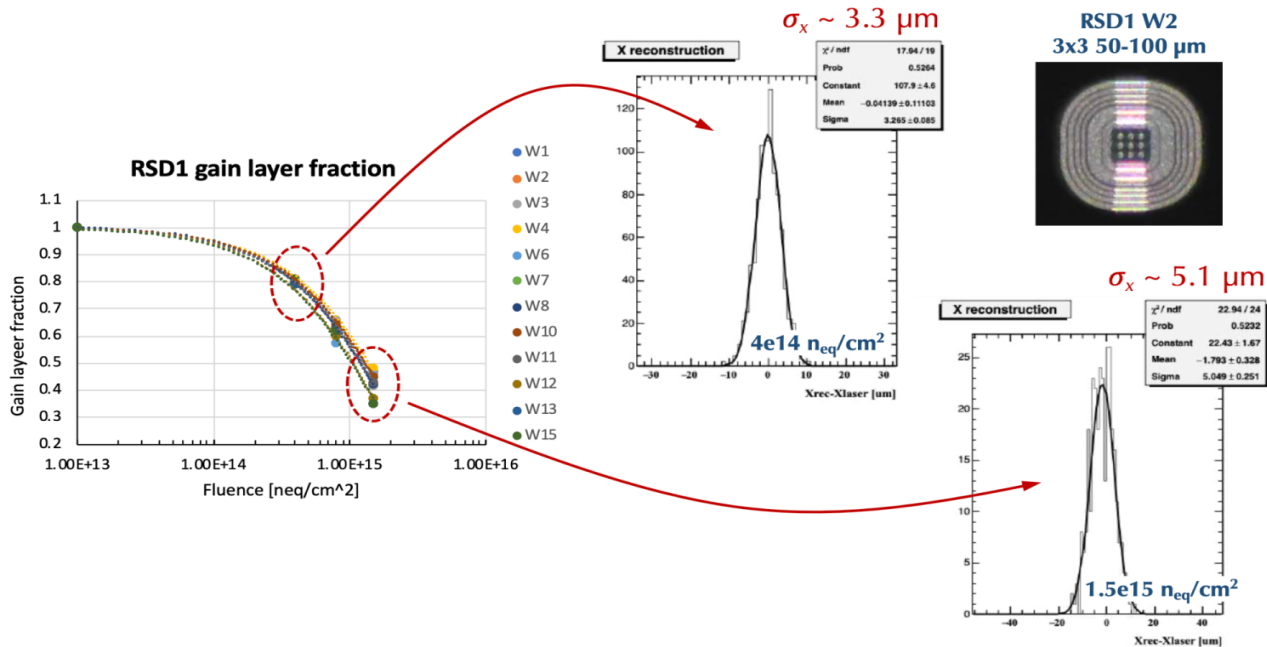 σx ~ 3.3 µm
X reconstruction
χ² / ndf 17.94 / 19
Prob 0.5264
Constant 107.9 ± 4.6
Mean -0.04139 ± 0.11103
Sigma 3.265 ± 0.085
120
100
80
60
40
20
0
4e14 neq/cm²
−30 −20 −10 0 10 20 30
Xrec-Xlaser [um]
RSD1 W2
3x3 50-100 µm
RSD1 gain layer fraction
Gain layeer fraction
1.1
1
0.9
0.8
0.7
0.6
0.5
0.4
0.3
0.2
1.00E+13 1.00E+14 1.00E+15 1.00E+16
Fluence [neq/cm^2]
W1
W2
W3
W4
W6
W7
W8
W10
W11
W12
W13
W15
σx ~ 5.1 µm
X reconstruction
χ² / ndf 22.94 / 24
Prob 0.5232
Constant 22.43 ± 1.67
Mean -1.793 ± 0.328
Sigma 5.049 ± 0.251
25
20
15
10
5
0
1.5e15 neq/cm²
−40 −20 0 20 40
Xrec-Xlaser [um]